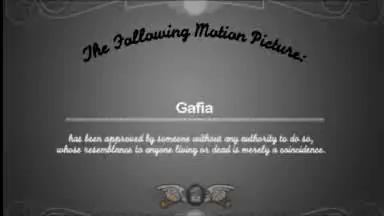 The Following Motion Picture:
Gafia
has been approved by someone without any authority to do so,
whose resemblance to anyone living or dead is merely a coincidence.